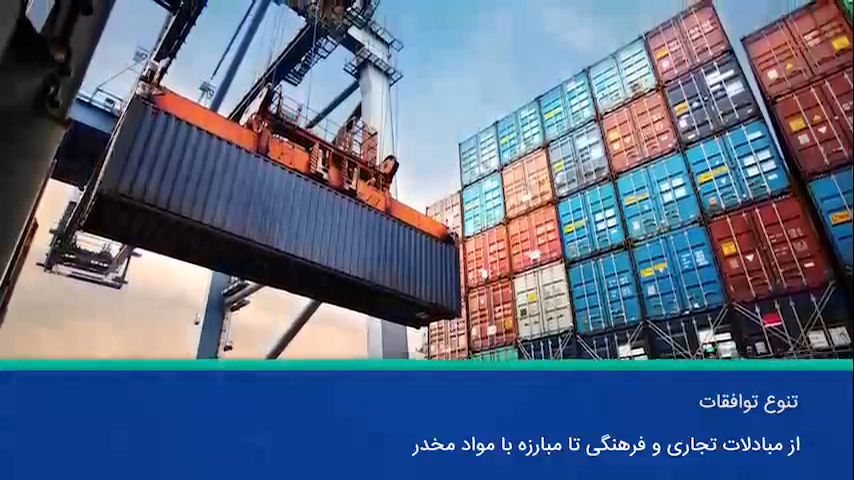 تنوع توافقات
از مبادلات تجاری و فرهنگی تا مبارزه با مواد مخدر